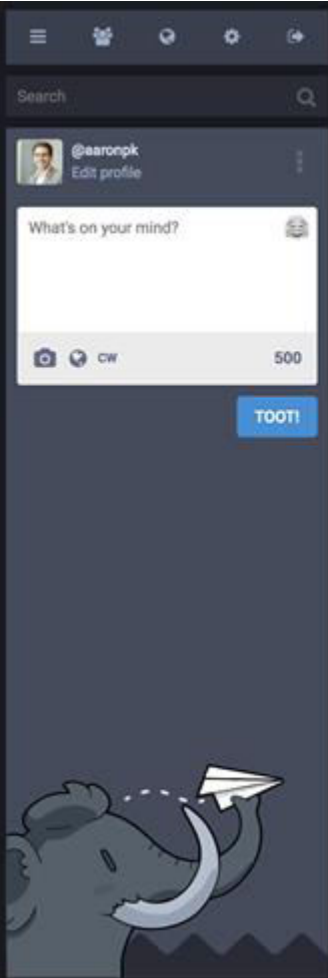 Search
@aaronpk
Edit profile
What's on your mind?
CW
500
TOOT!